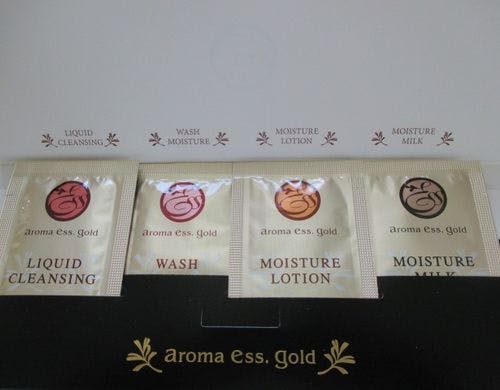 LIQUID
CLEANSING
WASH
MOISTURE
MOISTURE
LOTION
MOISTURE
MILK
aroma ess. gold
LIQUID
CLEANSING
aroma ess. gold
WASH
aroma ess. gold
MOISTURE
LOTION
aroma ess. gold
MOISTURE
MILK
aroma ess. gold